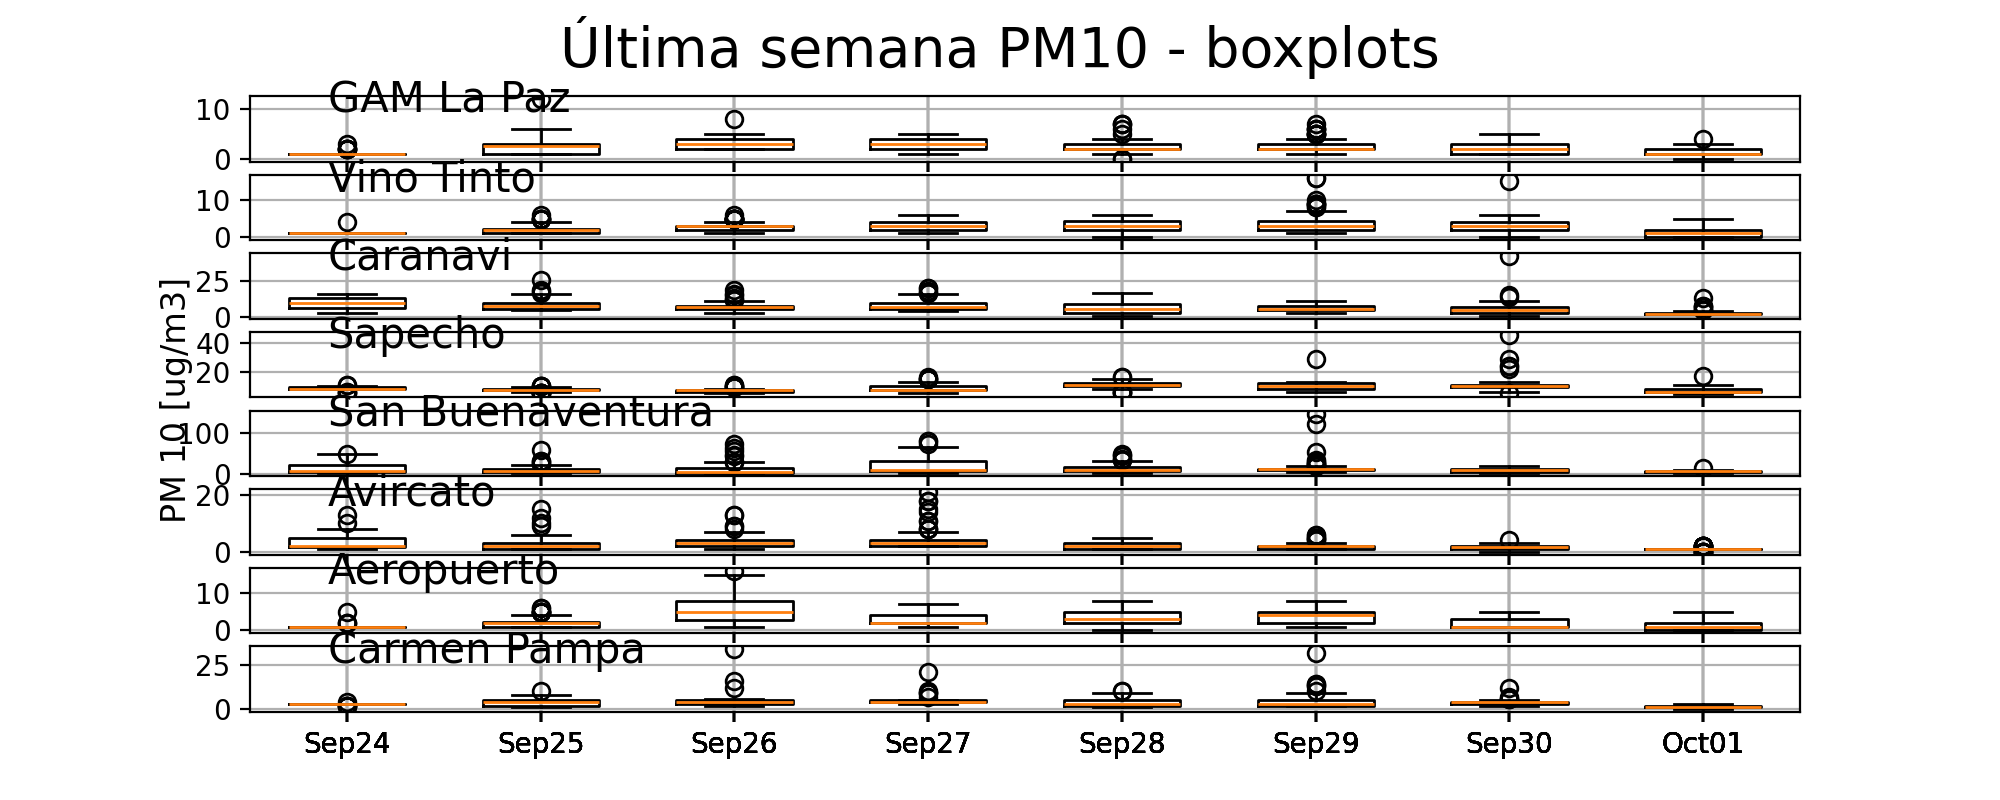 Última semana PM10 - boxplots
GAM La Paz
10
0
Vino Tinto
10
0
Caranavi
25
0
Sapecho
40
20
San Buenaventura
100
0
Avircato
20
0
Aeropuerto
10
0
Carmen Pampa
25
0
PM 10 [ug/m3]
Sep24 Sep25 Sep26 Sep27 Sep28 Sep29 Sep30 Oct01